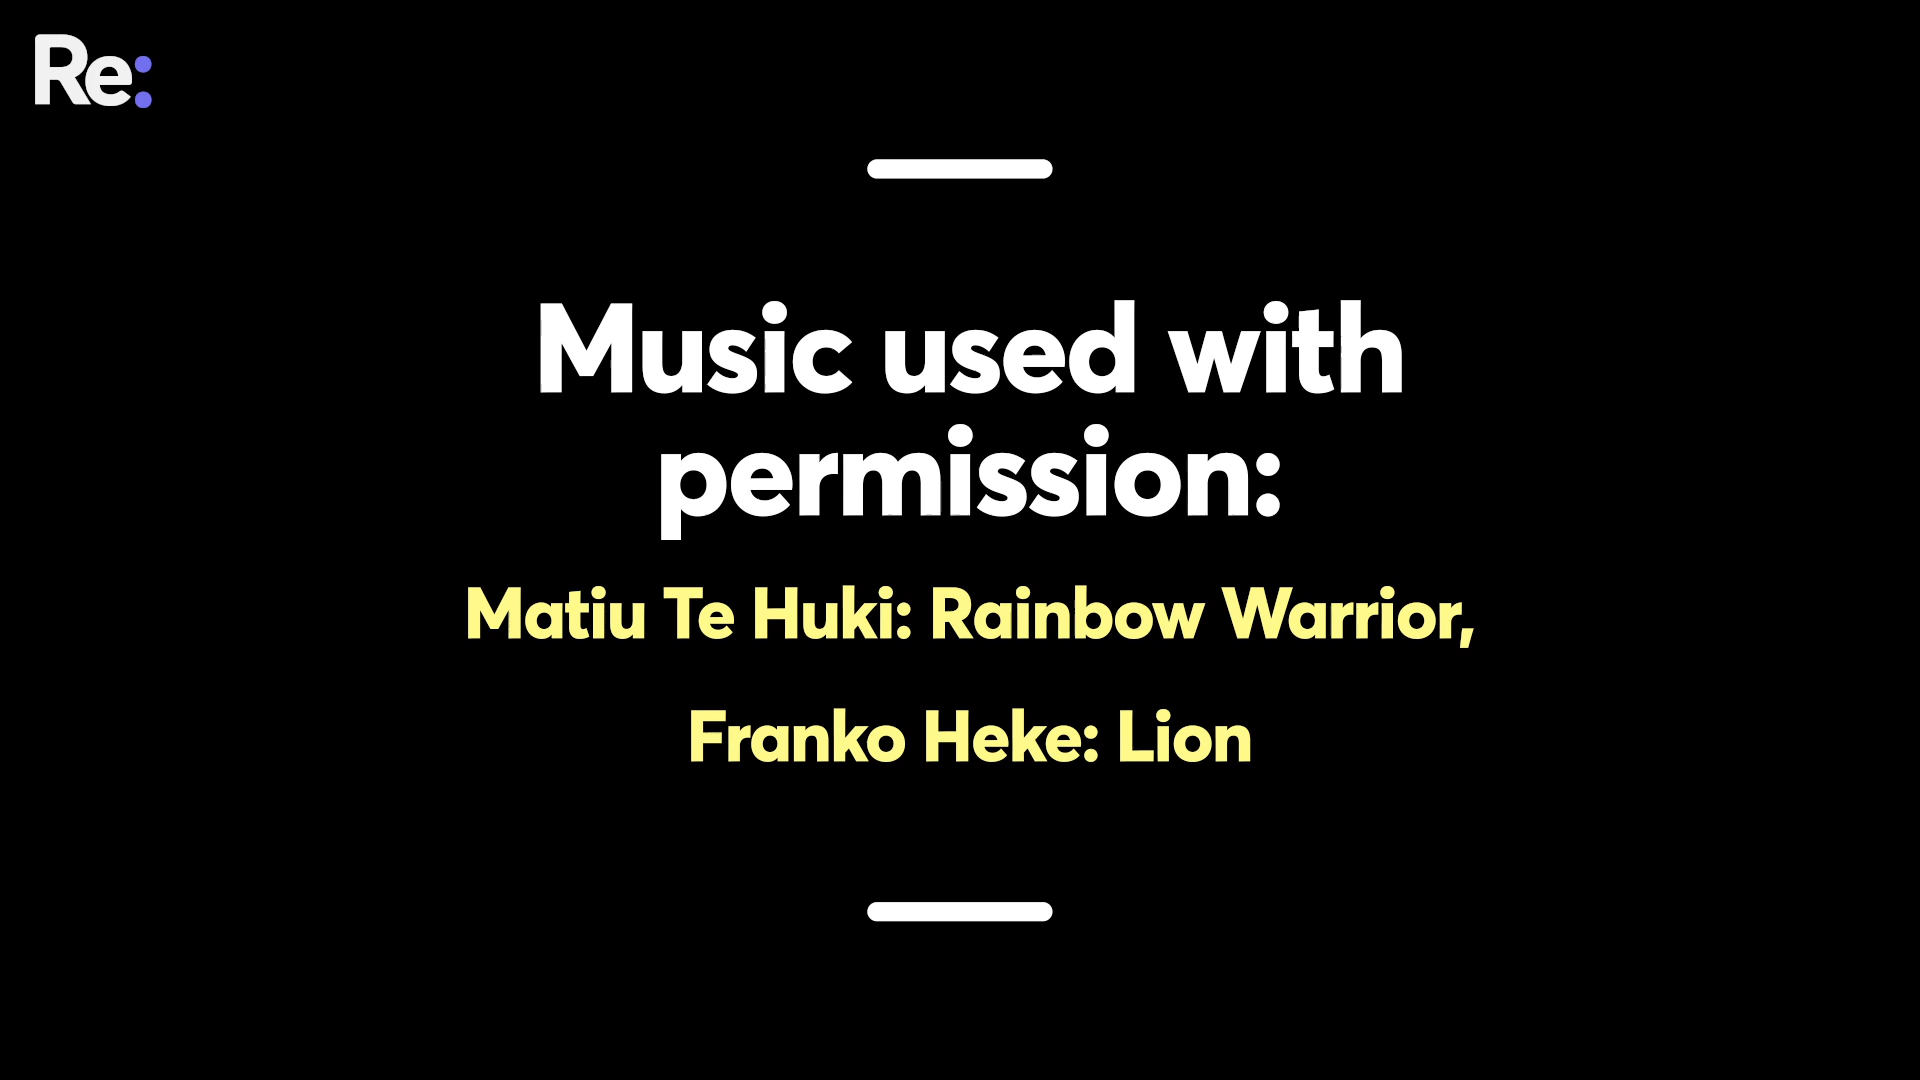 Re:
Music used with
permission:
Matiu Te Huki: Rainbow Warrior,
Franko Heke: Lion